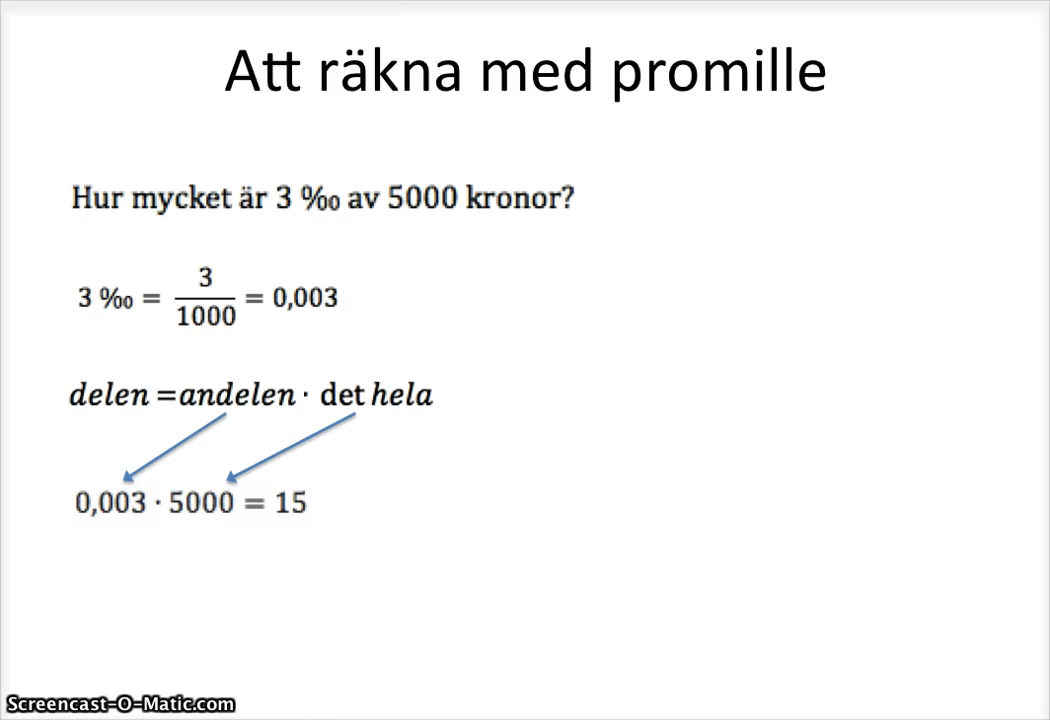 Att räkna med promille
Hur mycket är 3 ‰ av 5000 kronor?
3 ‰ = 3/1000 = 0,003
delen =andelen · det hela
0,003 · 5000 = 15
Screencast-O-Matic.com